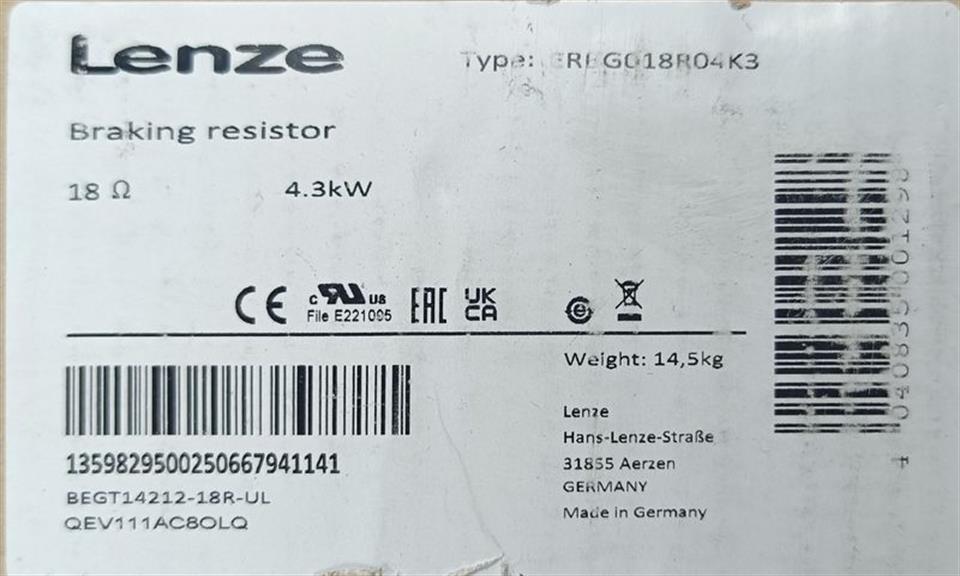 Lenze
Type: ERBG018R04K3
Braking resistor
18 Ω 4.3kW
CE c RU us EAC UK CA
File E221095
Weight: 14,5kg
1359829500250667941141
BEGT14212-18R-UL
QEV111AC8OLQ
Lenze
Hans-Lenze-Straße
31855 Aerzen
GERMANY
Made in Germany